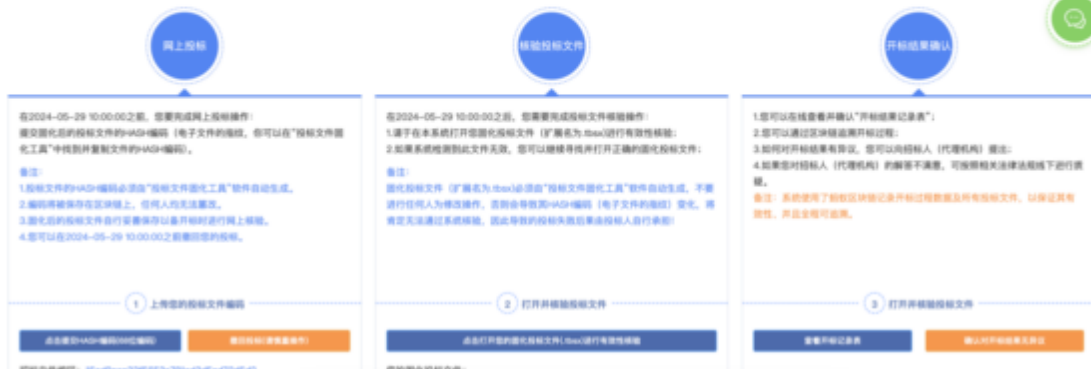 网上投标
在2024-05-29 10:00:00之前，您要完成网上投标操作：
提交固化后的投标文件的HASH编码（电子文件的指纹，你可以在"投标文件固
化工具"中找到并复制文件的HASH编码）。
备注：
1.投标文件的HASH编码必须由"投标文件固化工具"软件自动生成。
2.编码将被保存在区块链上，任何人均无法篡改。
3.固化后的投标文件自行妥善保存以备开标时进行网上核验。
4.您可以在2024-05-29 10:00:00之前撤回您的投标。
1 上传您的投标文件编码
点击提交HASH编码(88位编码)
撤回投标(谨慎操作)
核验投标文件
在2024-05-29 10:00:00之后，您需要完成投标文件核验操作：
1.请于在本系统打开您固化投标文件（扩展名为.tbsx)进行有效性核验；
2.如果系统检测到此文件无效，您可以继续寻找并打开正确的固化投标文件；
备注：
固化投标文件（扩展名为.tbsx)必须由"投标文件固化工具"软件自动生成，不要
进行任何人为修改操作，否则会导致其HASH编码（电子文件的指纹）变化，将
肯定无法通过系统核验，因此导致的投标失败后果由投标人自行承担！
2 打开并核验投标文件
点击打开您的固化投标文件(.tbsx)进行有效性核验
开标结果确认
1.您可以在线查看并确认"开标结果记录表"；
2.您可以通过区块链追溯开标过程；
3.如何对开标结果有异议，您可以向招标人（代理机构）提出；
4.如果您对招标人（代理机构）的解答不满意，可按照相关法律法规线下进行质
疑。
备注：系统使用了蚂蚁区块链记录开标过程数据及所有投标文件，以保证其有
效性，并且全程可追溯。
3 打开并核验投标文件
查看开标记录表
确认对开标结果无异议